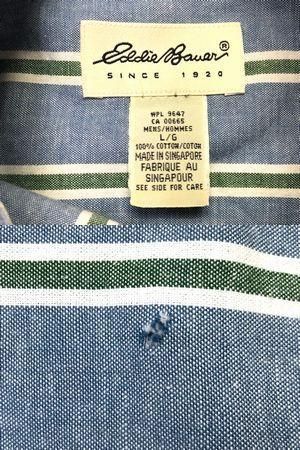 Eddie Bauer®
SINCE 1920
WPL 9647
CA 00665
MENS/HOMMES
L/G
100% COTTON/COTON
MADE IN SINGAPORE
FABRIQUE AU
SINGAPOUR
SEE SIDE FOR CARE